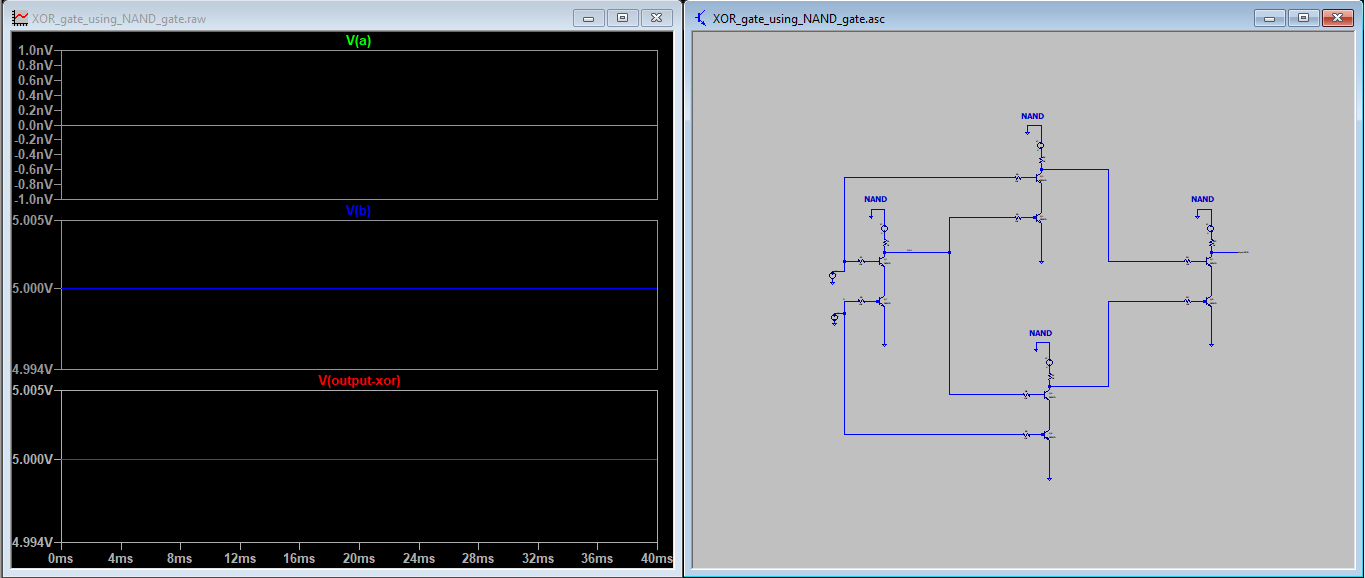 XOR_gate_using_NAND_gate.raw
V(a)
1.0nV
0.8nV
0.6nV
0.4nV
0.2nV
0.0nV
-0.2nV
-0.4nV
-0.6nV
-0.8nV
-1.0nV
V(b)
5.005V
5.000V
4.994V
V(output-xor)
5.005V
5.000V
4.994V
0ms 4ms 8ms 12ms 16ms 20ms 24ms 28ms 32ms 36ms 40ms
XOR_gate_using_NAND_gate.asc
NAND
NAND
NAND
NAND